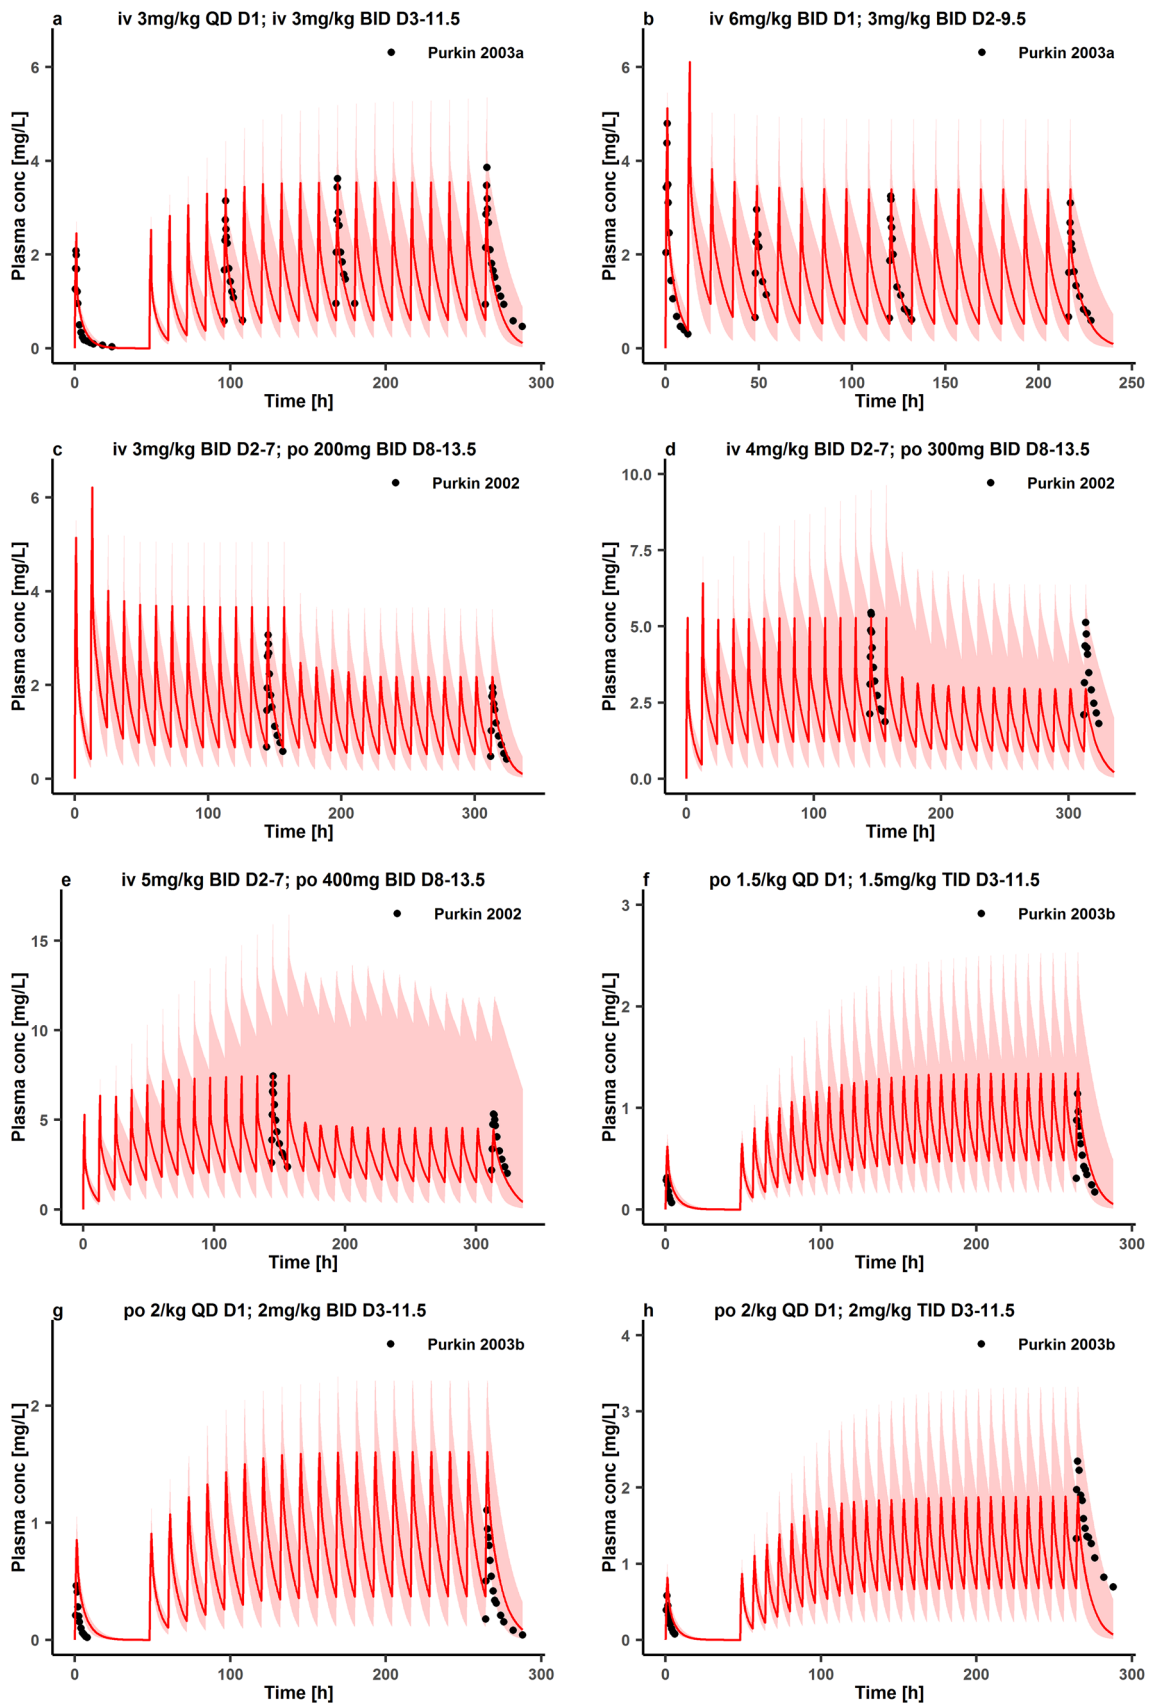 a iv 3mg/kg QD D1; iv 3mg/kg BID D3-11.5
Purkin 2003a
Plasma conc [mg/L]
6
4
2
0
0 100 200 300
Time [h]
b iv 6mg/kg BID D1; 3mg/kg BID D2-9.5
Purkin 2003a
Plasma conc [mg/L]
6
4
2
0
0 50 100 150 200 250
Time [h]
c iv 3mg/kg BID D2-7; po 200mg BID D8-13.5
Purkin 2002
Plasma conc [mg/L]
6
4
2
0
0 100 200 300
Time [h]
d iv 4mg/kg BID D2-7; po 300mg BID D8-13.5
Purkin 2002
Plasma conc [mg/L]
10.0
7.5
5.0
2.5
0.0
0 100 200 300
Time [h]
e iv 5mg/kg BID D2-7; po 400mg BID D8-13.5
Purkin 2002
Plasma conc [mg/L]
15
10
5
0
0 100 200 300
Time [h]
f po 1.5/kg QD D1; 1.5mg/kg TID D3-11.5
Purkin 2003b
Plasma conc [mg/L]
3
2
1
0
0 100 200 300
Time [h]
g po 2/kg QD D1; 2mg/kg BID D3-11.5
Purkin 2003b
Plasma conc [mg/L]
2
1
0
0 100 200 300
Time [h]
h po 2/kg QD D1; 2mg/kg TID D3-11.5
Purkin 2003b
Plasma conc [mg/L]
4
3
2
1
0
0 100 200 300
Time [h]